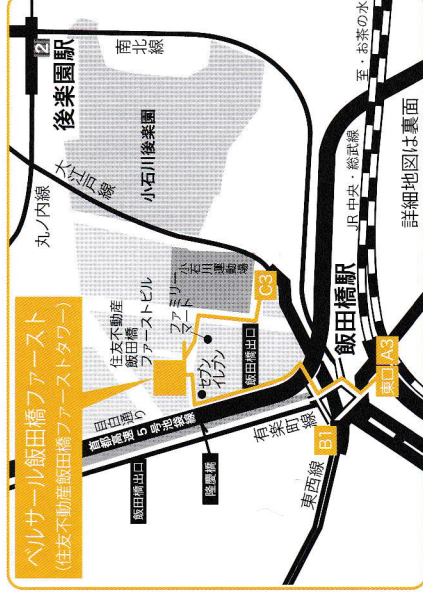 ベルサール飯田橋ファースト
(住友不動産飯田橋ファーストタワー)
丸ノ内線
後楽園駅
2
南北線
大江戸線
小石川後楽園
住友不動産
飯田橋
ファーストビル
ファミリー
マート
小石川運動場
セブン
イレブン
C3
目白通り
首都高速5号池袋線
飯田橋出口
飯田橋出口
隆慶橋
有楽町線
B1
東西線
飯田橋駅
東口
A3
JR中央・総武線
至・お茶の水
詳細地図は裏面